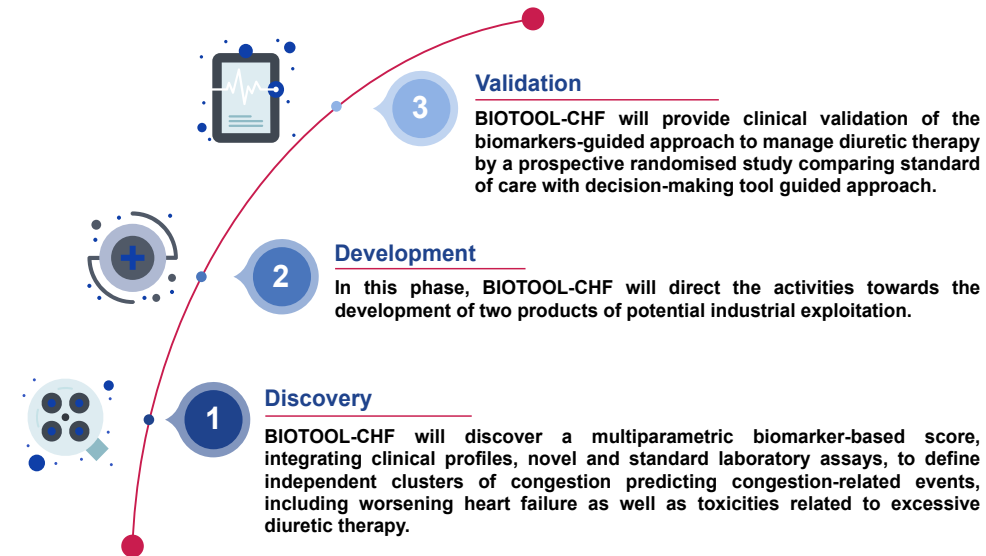 3
Validation
BIOTOOL-CHF will provide clinical validation of the
biomarkers-guided approach to manage diuretic therapy
by a prospective randomised study comparing standard
of care with decision-making tool guided approach.
2
Development
In this phase, BIOTOOL-CHF will direct the activities towards the
development of two products of potential industrial exploitation.
1
Discovery
BIOTOOL-CHF will discover a multiparametric biomarker-based score,
integrating clinical profiles, novel and standard laboratory assays, to define
independent clusters of congestion predicting congestion-related events,
including worsening heart failure as well as toxicities related to excessive
diuretic therapy.